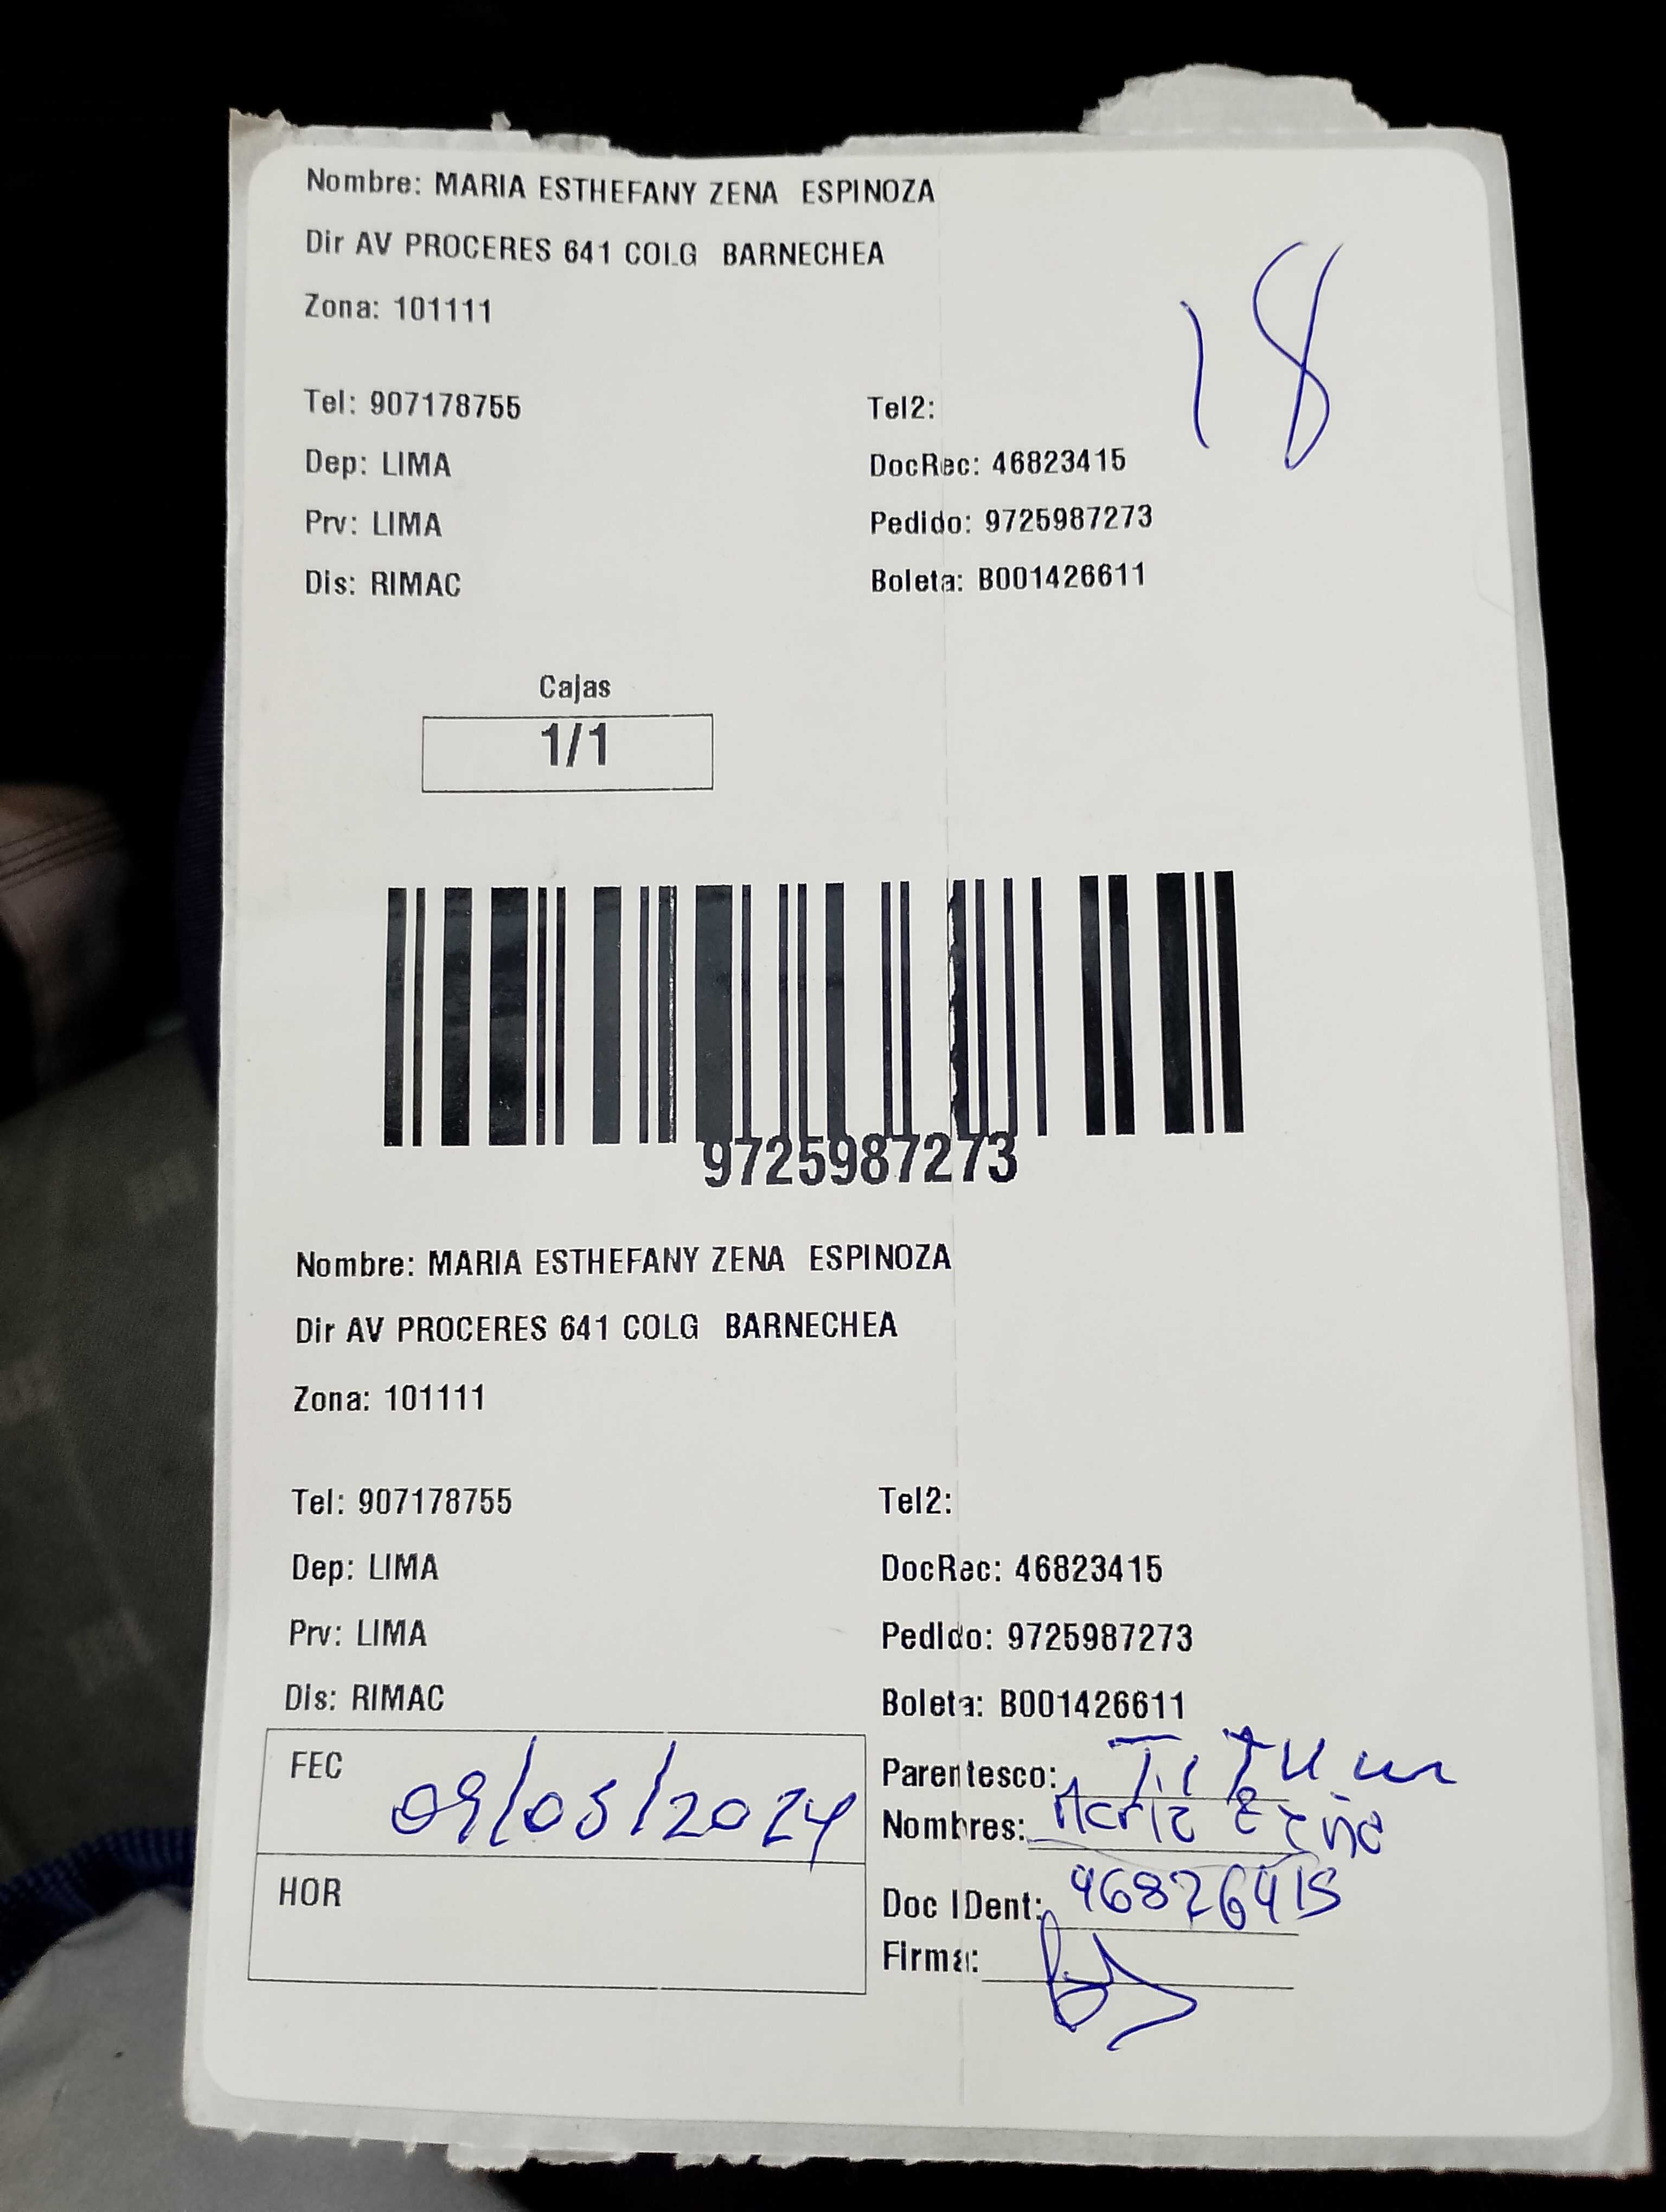 Nombre: MARIA ESTHEFANY ZENA ESPINOZA
Dir AV PROCERES 641 COLG BARNECHEA
Zona: 101111
18
Tel: 907178755 Tel2:
Dep: LIMA DocRec: 46823415
Prv: LIMA Pedido: 9725987273
Dis: RIMAC Boleta: B001426611
Cajas
1/1
9725987273
Nombre: MARIA ESTHEFANY ZENA ESPINOZA
Dir AV PROCERES 641 COLG BARNECHEA
Zona: 101111
Tel: 907178755 Tel2:
Dep: LIMA DocRec: 46823415
Prv: LIMA Pedido: 9725987273
Dis: RIMAC Boleta: B001426611
FEC 09/05/2024
HOR
Parentesco:
Nombres: Maria
Doc IDent: 46826415
Firma: